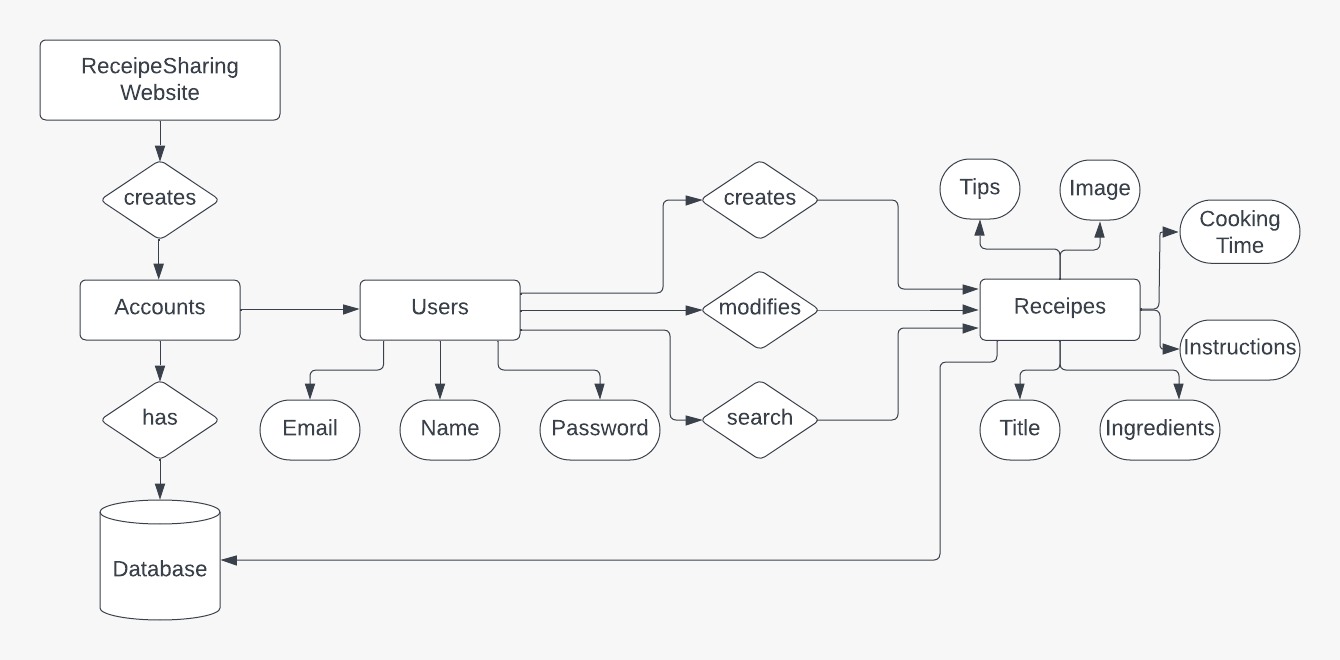 ReceipeSharing
Website
creates
Accounts
has
Database
Users
Email
Name
Password
creates
modifies
search
Receipes
Tips
Image
Cooking
Time
Instructions
Title
Ingredients